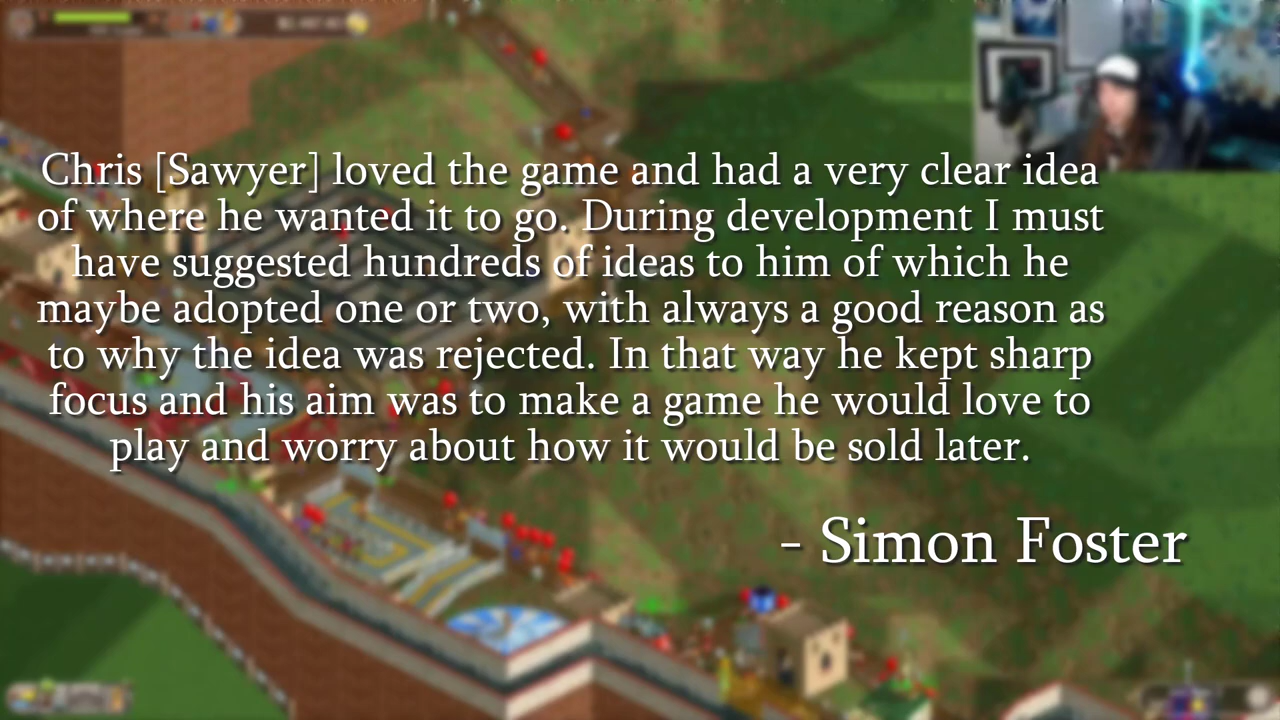 Chris [Sawyer] loved the game and had a very clear idea
of where he wanted it to go. During development I must
have suggested hundreds of ideas to him of which he
maybe adopted one or two, with always a good reason as
to why the idea was rejected. In that way he kept sharp
focus and his aim was to make a game he would love to
play and worry about how it would be sold later.
- Simon Foster